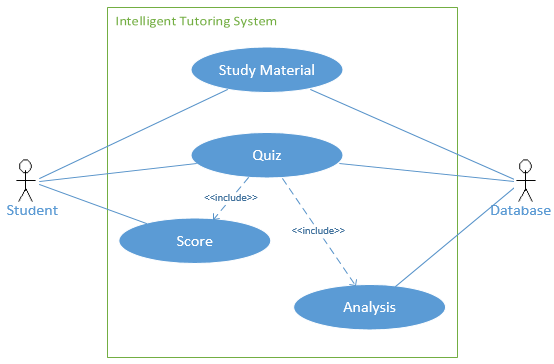 Intelligent Tutoring System
Study Material
Quiz
<<include>>
Student
Database
<<include>>
Score
Analysis